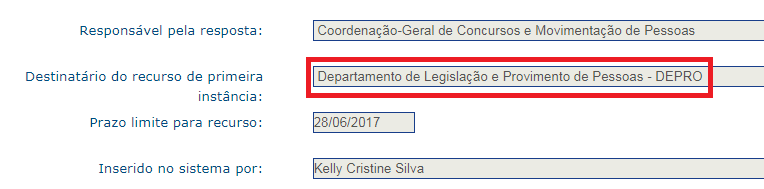 Responsável pela resposta: Coordenação-Geral de Concursos e Movimentação de Pessoas
Destinatário do recurso de primeira instância: Departamento de Legislação e Provimento de Pessoas - DEPRO
Prazo limite para recurso: 28/06/2017
Inserido no sistema por: Kelly Cristine Silva